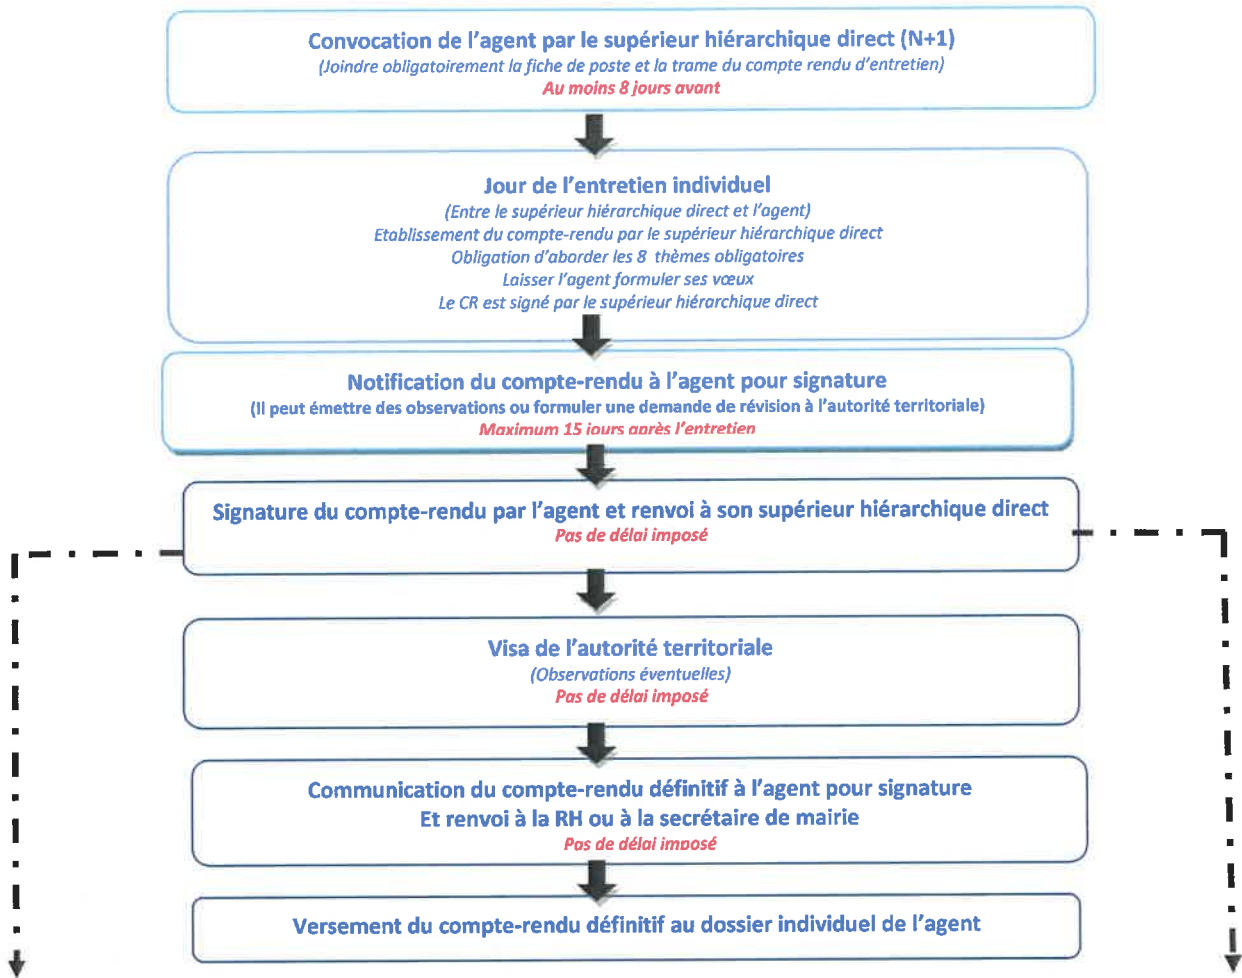 Convocation de l'agent par le supérieur hiérarchique direct (N+1)
(Joindre obligatoirement la fiche de poste et la trame du compte rendu d'entretien)
Au moins 8 jours avant
Jour de l'entretien individuel
(Entre le supérieur hiérarchique direct et l'agent)
Etablissement du compte-rendu par le supérieur hiérarchique direct
Obligation d'aborder les 8 thèmes obligatoires
Laisser l'agent formuler ses vœux
Le CR est signé par le supérieur hiérarchique direct
Notification du compte-rendu à l'agent pour signature
(Il peut émettre des observations ou formuler une demande de révision à l'autorité territoriale)
Maximum 15 jours après l'entretien
Signature du compte-rendu par l'agent et renvoi à son supérieur hiérarchique direct
Pas de délai imposé
Visa de l'autorité territoriale
(Observations éventuelles)
Pas de délai imposé
Communication du compte-rendu définitif à l'agent pour signature
Et renvoi à la RH ou à la secrétaire de mairie
Pas de délai imposé
Versement du compte-rendu définitif au dossier individuel de l'agent